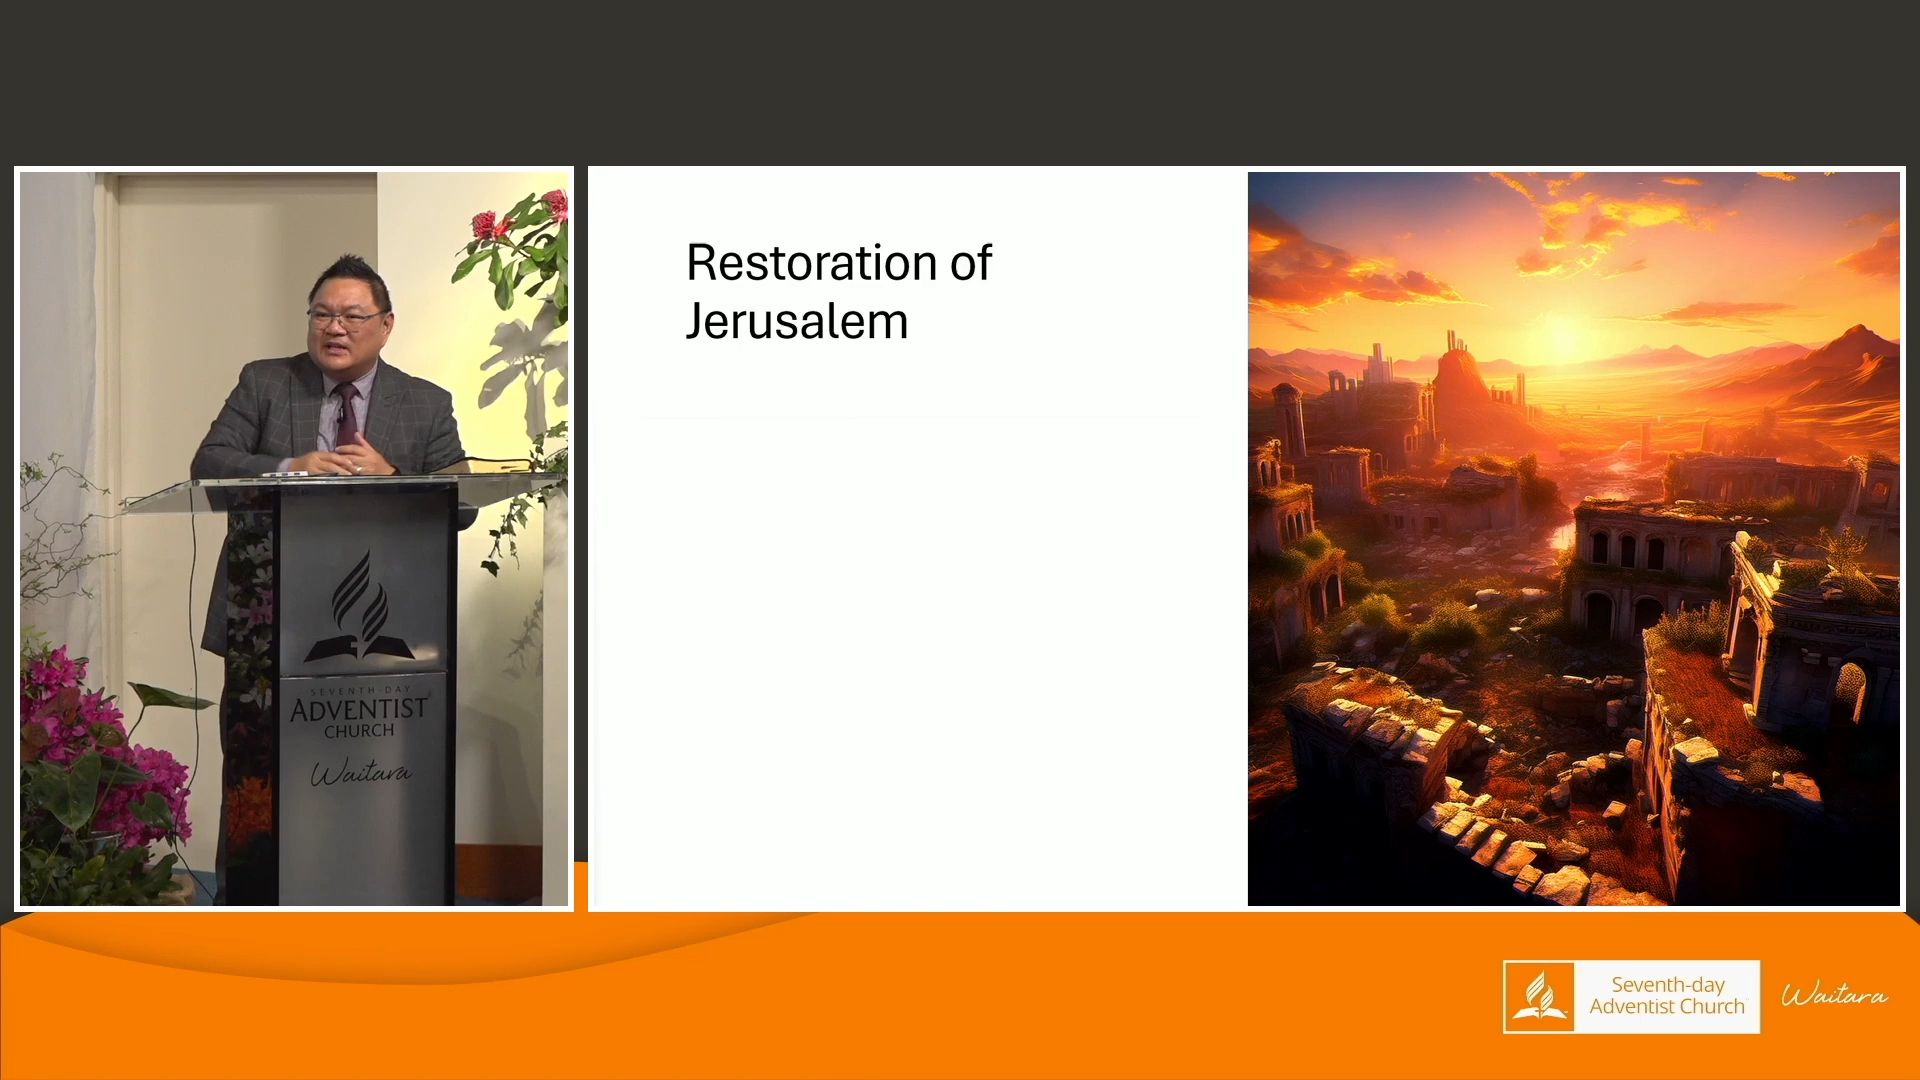 Restoration of
Jerusalem
SEVENTH-DAY
ADVENTIST
CHURCH
Waitara
Seventh-day
Adventist Church
Waitara